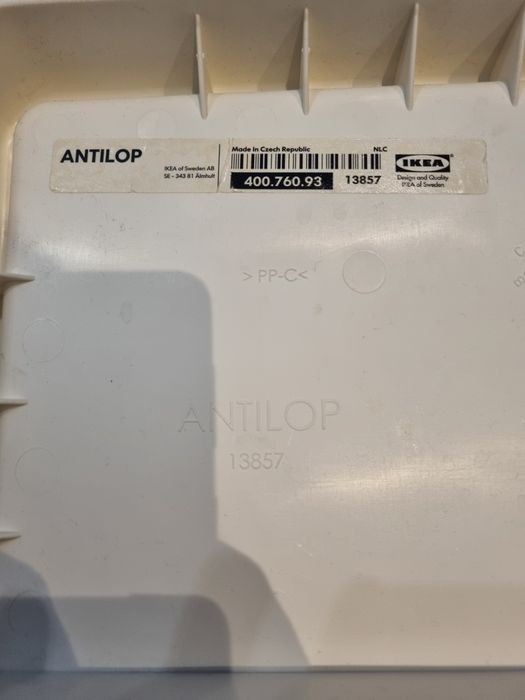 ANTILOP
IKEA of Sweden AB
SE - 343 81 Älmhult
Made in Czech Republic NLC
400.760.93 13857
IKEA®
Design and Quality
IKEA of Sweden
>PP-C<
ANTILOP
13857